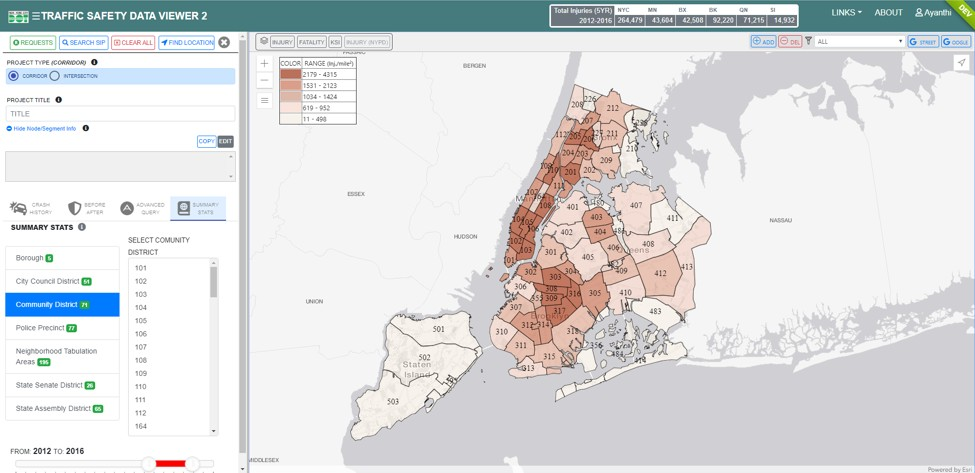 TRAFFIC SAFETY DATA VIEWER 2
Total Injuries (5YR) NYC MN BX BK QN SI
2012-2016 264,479 43,604 42,508 92,220 71,215 14,932
LINKS ABOUT Ayanthi
DEV
REQUESTS SEARCH SIP CLEAR ALL FIND LOCATION
INJURY FATALITY KSI INJURY (NYPD)
ADD DEL ALL STREET GOOGLE
PROJECT TYPE (CORRIDOR)
CORRIDOR INTERSECTION
PROJECT TITLE
TITLE
Hide Node/Segment Info
COPY EDIT
CRASH HISTORY
BEFORE AFTER
ADVANCED QUERY
SUMMARY STATS
SUMMARY STATS
Borough 5
City Council District 51
Community District 71
Police Precinct 77
Neighborhood Tabulation
Areas 195
State Senate District 26
State Assembly District 65
SELECT COMUNITY
DISTRICT
101
102
103
104
105
106
107
108
109
110
111
112
164
FROM: 2012 TO: 2016
COLOR RANGE (Inj./mile²)
2179 - 4315
1531 - 2123
1034 - 1424
619 - 952
11 - 498
BERGEN
ESSEX
HUDSON
UNION
NASSAU
MIDDLESEX
Queens
Brooklyn
Staten
Island
226
208
212
207
112
211
204
203
210
209
202
201
110
111
107
108
102
103
101
401
407
411
403
402
404
406
408
405
301
409
412
413
302
304
303
306
308
309
316
305
410
483
307
317
310
314
318
311
315
313
356
484
414
501
502
503
Powered by Esri